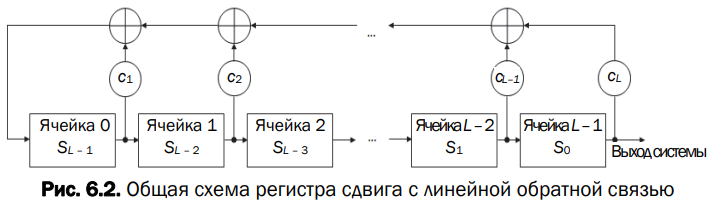 ...
c1 c2 cL–1 cL
Ячейка 0 Ячейка 1 Ячейка 2 ... Ячейка L – 2 Ячейка L – 1
SL – 1 SL – 2 SL – 3 S1 S0
Выход системы
Рис. 6.2. Общая схема регистра сдвига с линейной обратной связью